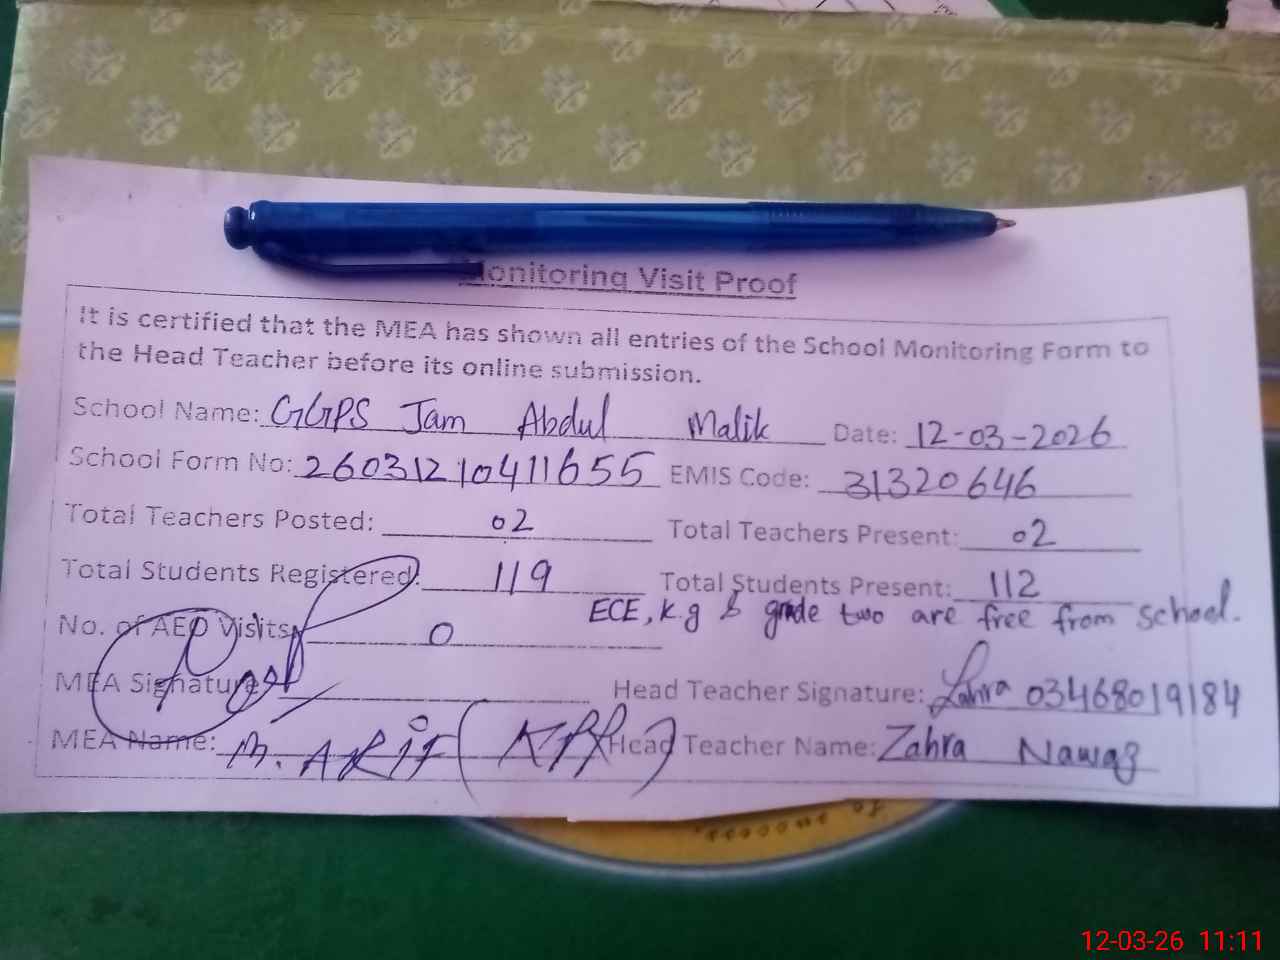 onitoring Visit Proof
It is certified that the MEA has shown all entries of the School Monitoring Form to
the Head Teacher before its online submission.
School Name: GGPS Jam Abdul Malik Date: 12-03-2026
School Form No: 26031210411655 EMIS Code: 31320646
Total Teachers Posted: 02 Total Teachers Present: 02
Total Students Registered: 119 Total Students Present: 112
ECE, K.g & grade two are free from school.
No. of AEO Visits: 0
MEA Signature: Head Teacher Signature: Zahra 03468019184
MEA Name: M. ARIF Head Teacher Name: Zahra Nawaz
to success.
12-03-26 11:11